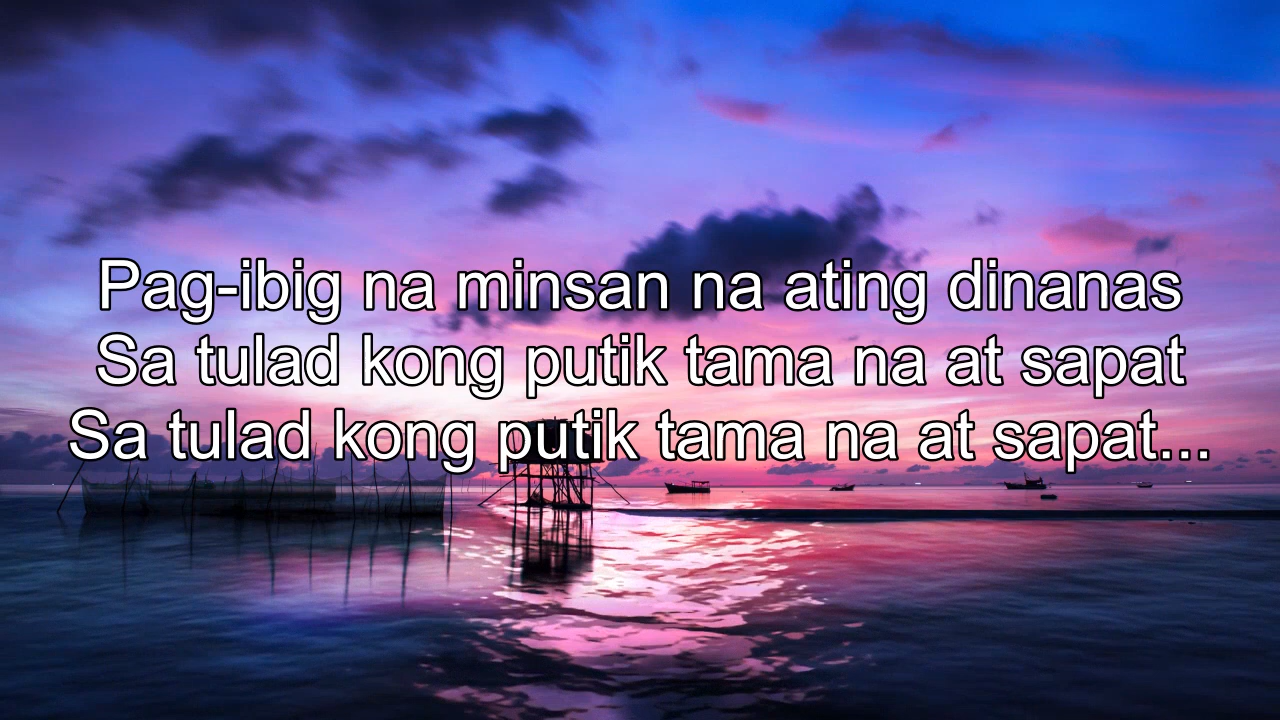 Pag-ibig na minsan na ating dinanas
Sa tulad kong putik tama na at sapat
Sa tulad kong putik tama na at sapat...